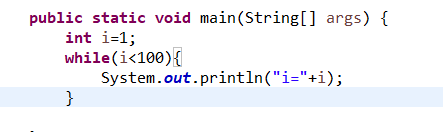 public static void main(String[] args) {
    int i=1;
    while(i<100){
        System.out.println("i="+i);
    }